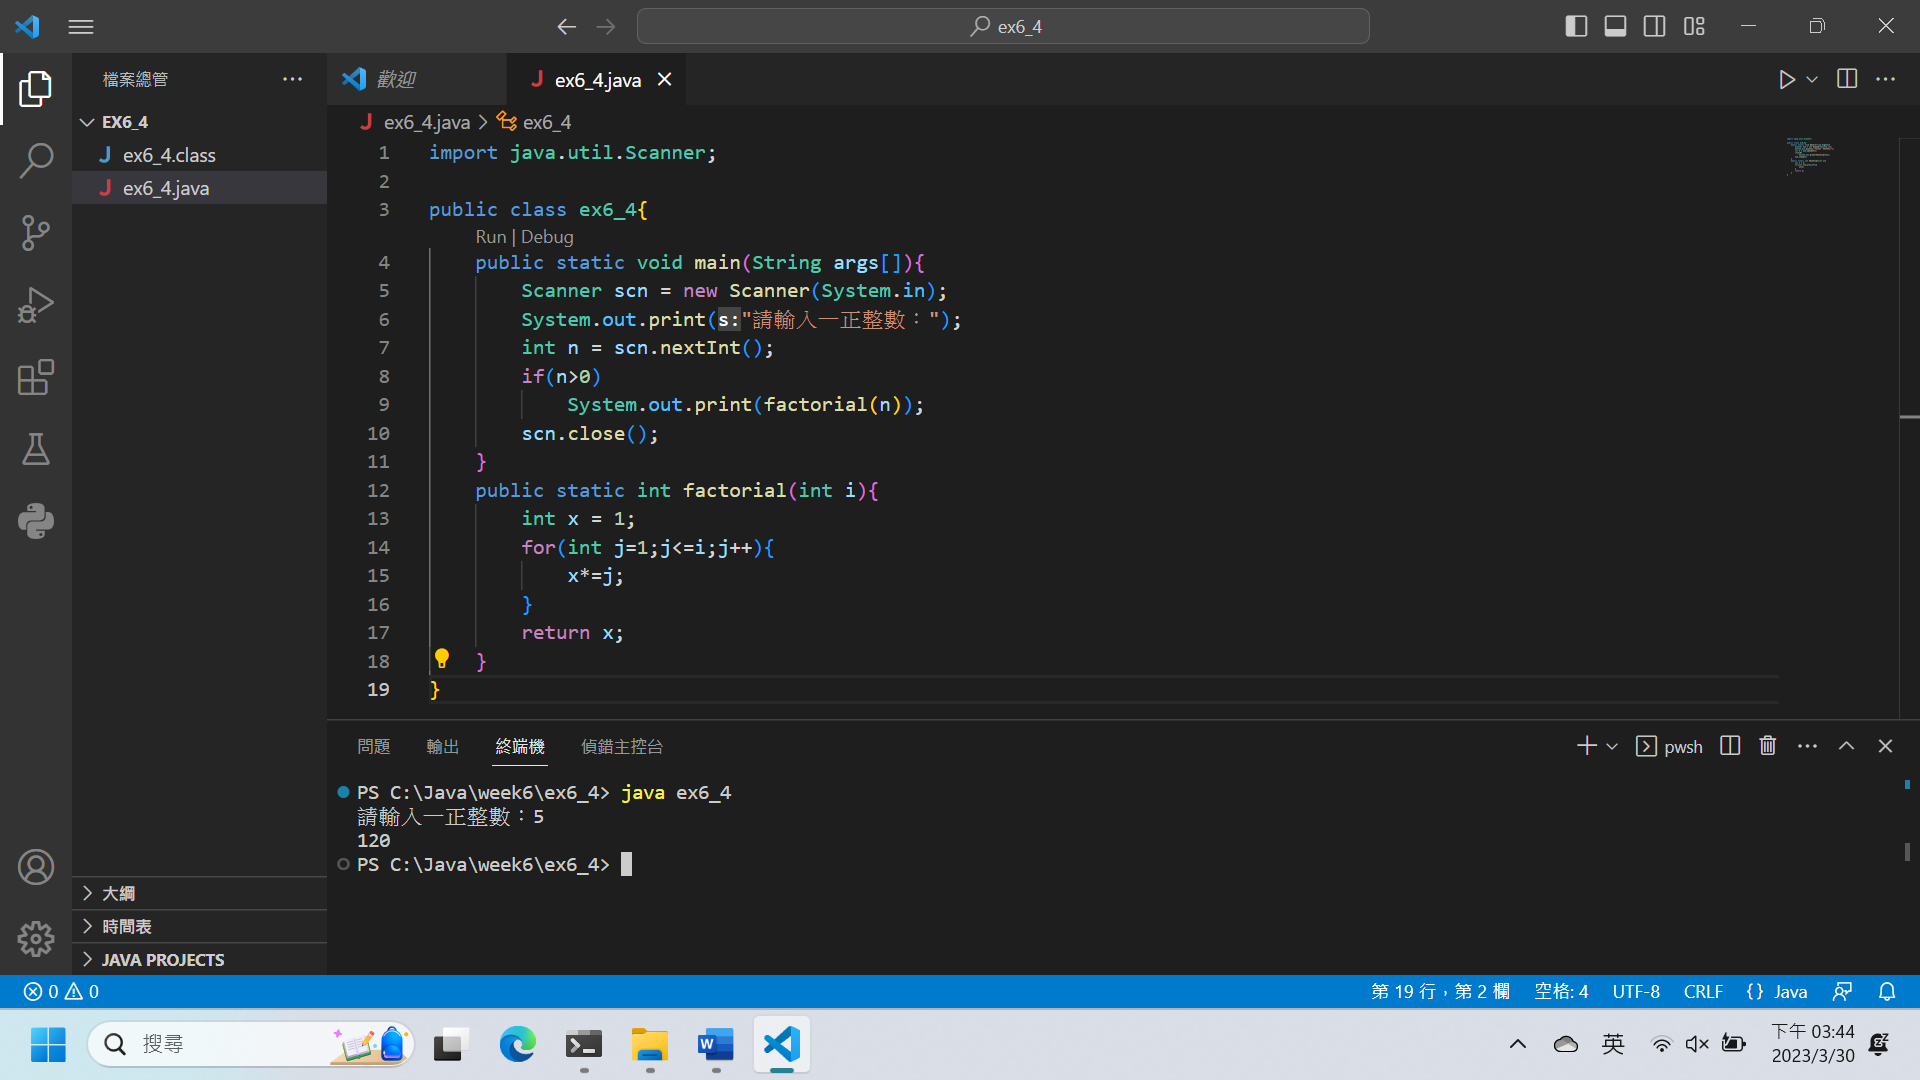 ex6_4
檔案總管
歡迎
ex6_4.java
EX6_4
ex6_4.class
ex6_4.java
ex6_4.java > ex6_4
1 import java.util.Scanner;
2
3 public class ex6_4{
Run | Debug
4 public static void main(String args[]){
5 Scanner scn = new Scanner(System.in);
6 System.out.print(s:"請輸入一正整數：");
7 int n = scn.nextInt();
8 if(n>0)
9 System.out.print(factorial(n));
10 scn.close();
11 }
12 public static int factorial(int i){
13 int x = 1;
14 for(int j=1;j<=i;j++){
15 x*=j;
16 }
17 return x;
18 }
19 }
問題 輸出 終端機 偵錯主控台
pwsh
PS C:\Java\week6\ex6_4> java ex6_4
請輸入一正整數：5
120
PS C:\Java\week6\ex6_4>
大綱
時間表
JAVA PROJECTS
0 0
第 19 行，第 2 欄 空格: 4 UTF-8 CRLF {} Java
搜尋
英
下午 03:44
2023/3/30